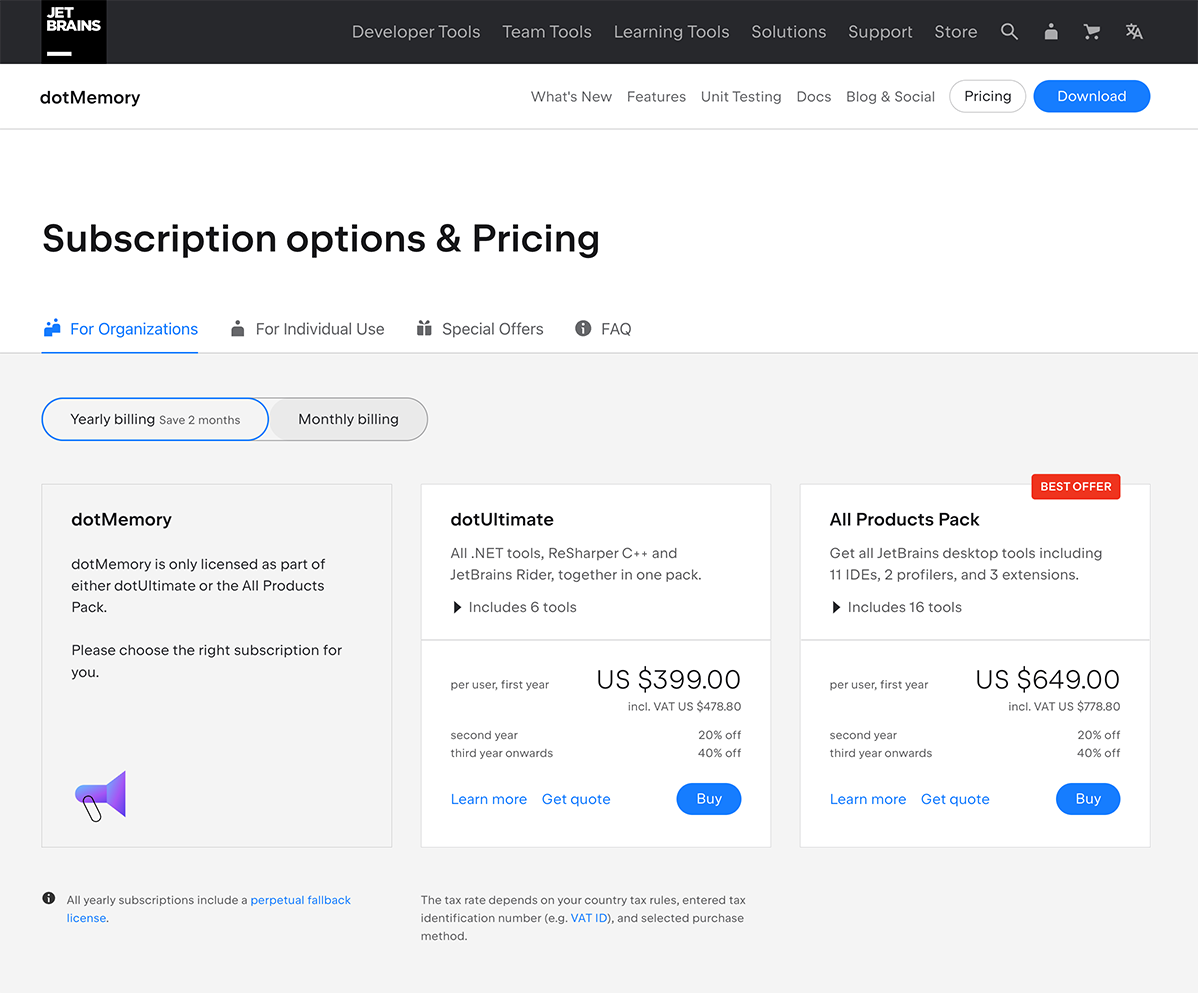 JET
BRAINS
Developer Tools Team Tools Learning Tools Solutions Support Store
dotMemory
What's New Features Unit Testing Docs Blog & Social Pricing Download
Subscription options & Pricing
For Organizations For Individual Use Special Offers FAQ
Yearly billing Save 2 months Monthly billing
dotMemory
dotMemory is only licensed as part of
either dotUltimate or the All Products
Pack.
Please choose the right subscription for
you.
dotUltimate
All .NET tools, ReSharper C++ and
JetBrains Rider, together in one pack.
Includes 6 tools
per user, first year US $399.00
incl. VAT US $478.80
second year 20% off
third year onwards 40% off
Learn more Get quote Buy
BEST OFFER
All Products Pack
Get all JetBrains desktop tools including
11 IDEs, 2 profilers, and 3 extensions.
Includes 16 tools
per user, first year US $649.00
incl. VAT US $778.80
second year 20% off
third year onwards 40% off
Learn more Get quote Buy
All yearly subscriptions include a perpetual fallback
license.
The tax rate depends on your country tax rules, entered tax
identification number (e.g. VAT ID), and selected purchase
method.